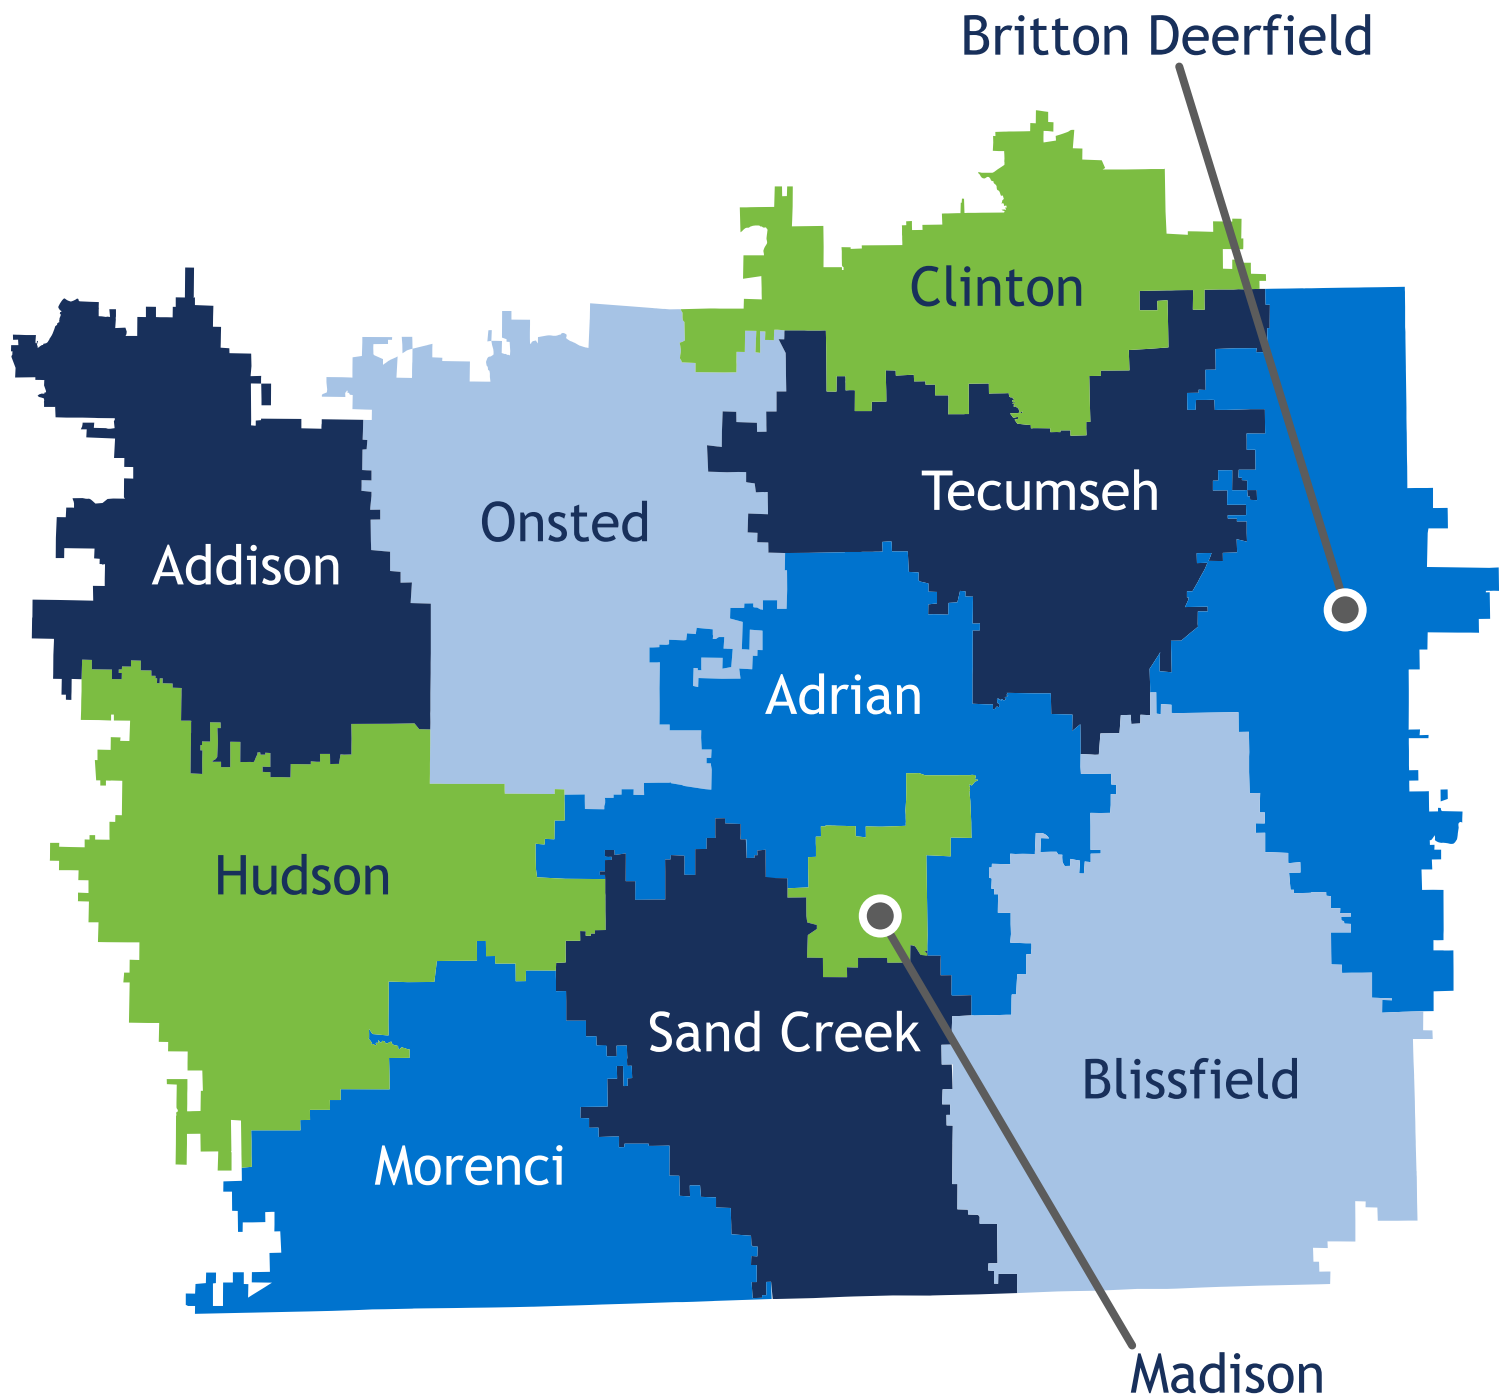 Britton Deerfield
Clinton
Tecumseh
Onsted
Addison
Adrian
Hudson
Sand Creek
Blissfield
Morenci
Madison